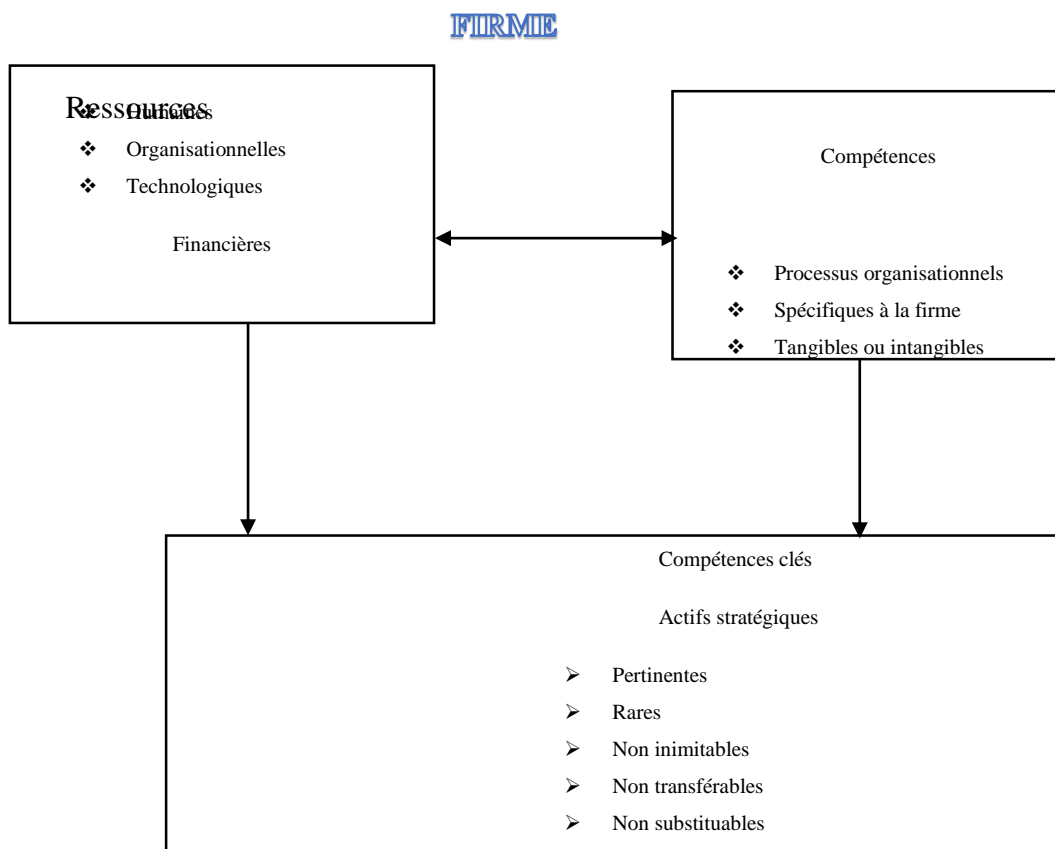 FIRME
Ressources
❖ Humaines
❖ Organisationnelles
❖ Technologiques
Financières
Compétences
❖ Processus organisationnels
❖ Spécifiques à la firme
❖ Tangibles ou intangibles
Compétences clés
Actifs stratégiques
➢ Pertinentes
➢ Rares
➢ Non inimitables
➢ Non transférables
➢ Non substituables